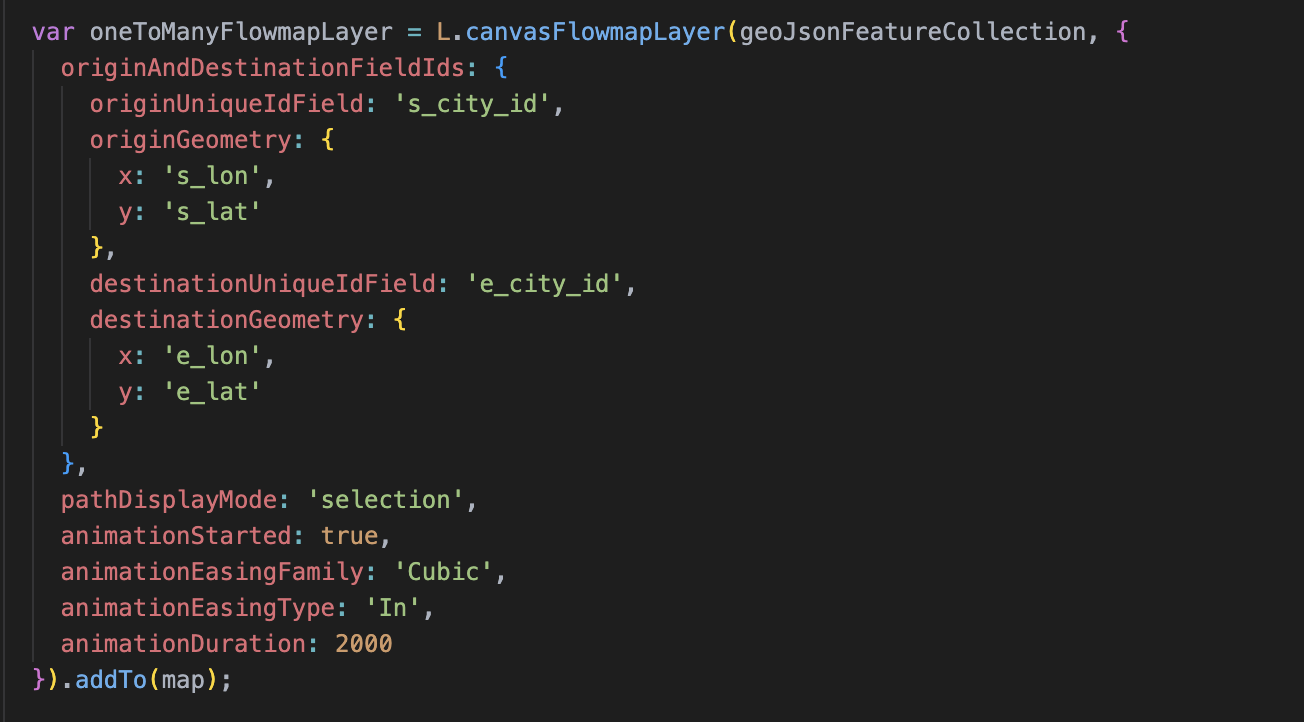 var oneToManyFlowmapLayer = L.canvasFlowmapLayer(geoJsonFeatureCollection, {
  originAndDestinationFieldIds: {
    originUniqueIdField: 's_city_id',
    originGeometry: {
      x: 's_lon',
      y: 's_lat'
    },
    destinationUniqueIdField: 'e_city_id',
    destinationGeometry: {
      x: 'e_lon',
      y: 'e_lat'
    }
  },
  pathDisplayMode: 'selection',
  animationStarted: true,
  animationEasingFamily: 'Cubic',
  animationEasingType: 'In',
  animationDuration: 2000
}).addTo(map);